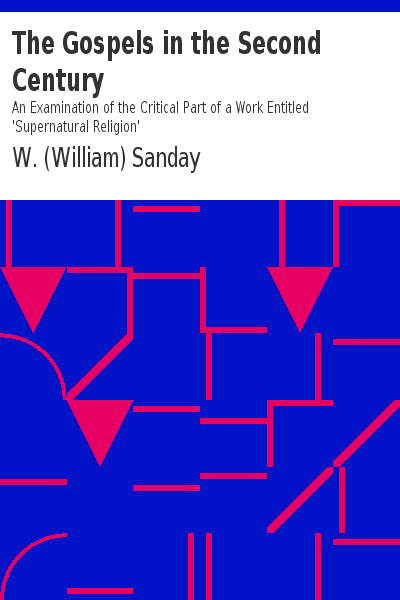 The Gospels in the Second
Century
An Examination of the Critical Part of a Work Entitled
'Supernatural Religion'
W. (William) Sanday